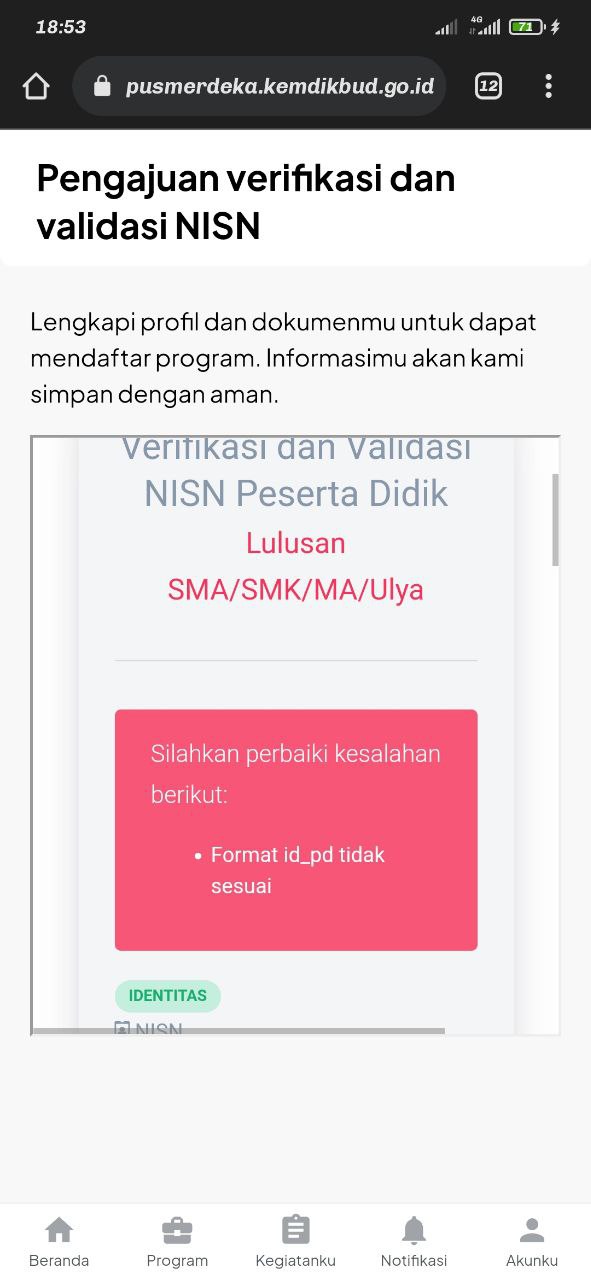 18:53
4G
71
pusmerdeka.kemdikbud.go.id
12
Pengajuan verifikasi dan
validasi NISN
Lengkapi profil dan dokumenmu untuk dapat
mendaftar program. Informasimu akan kami
simpan dengan aman.
Verifikasi dan Validasi
NISN Peserta Didik
Lulusan
SMA/SMK/MA/Ulya
Silahkan perbaiki kesalahan
berikut:
• Format id_pd tidak
sesuai
IDENTITAS
NISN
Beranda
Program
Kegiatanku
Notifikasi
Akunku